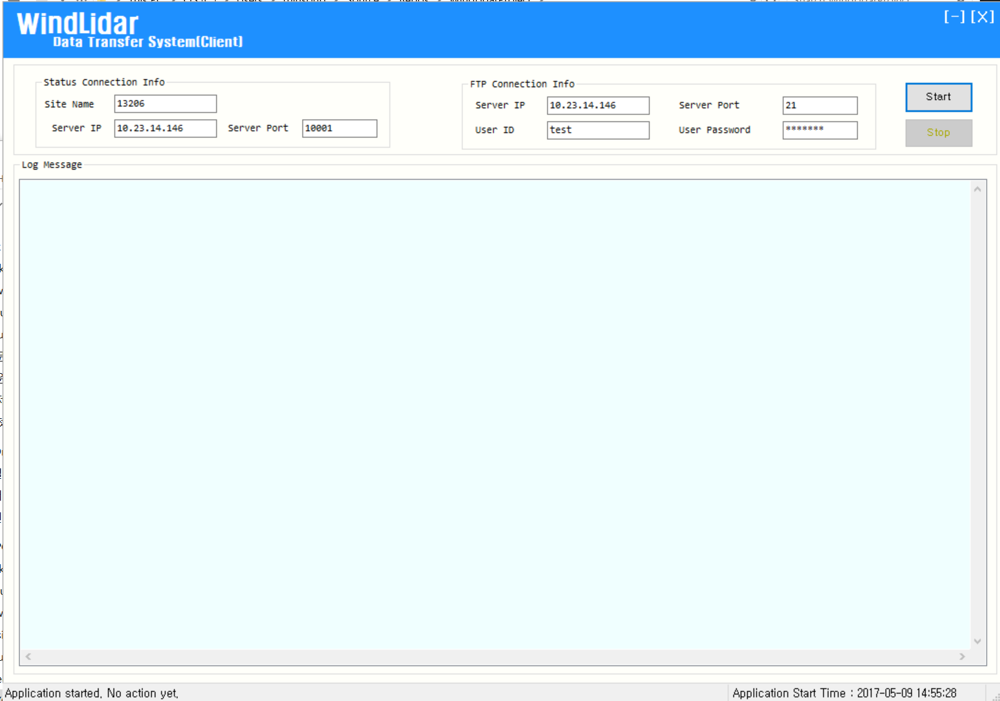 WindLidar
Data Transfer System(Client)
[-] [X]
Status Connection Info
Site Name 13206
Server IP 10.23.14.146 Server Port 10001
FTP Connection Info
Server IP 10.23.14.146 Server Port 21
User ID test User Password *******
Start
Stop
Log Message
Application started, No action yet,
Application Start Time : 2017-05-09 14:55:28